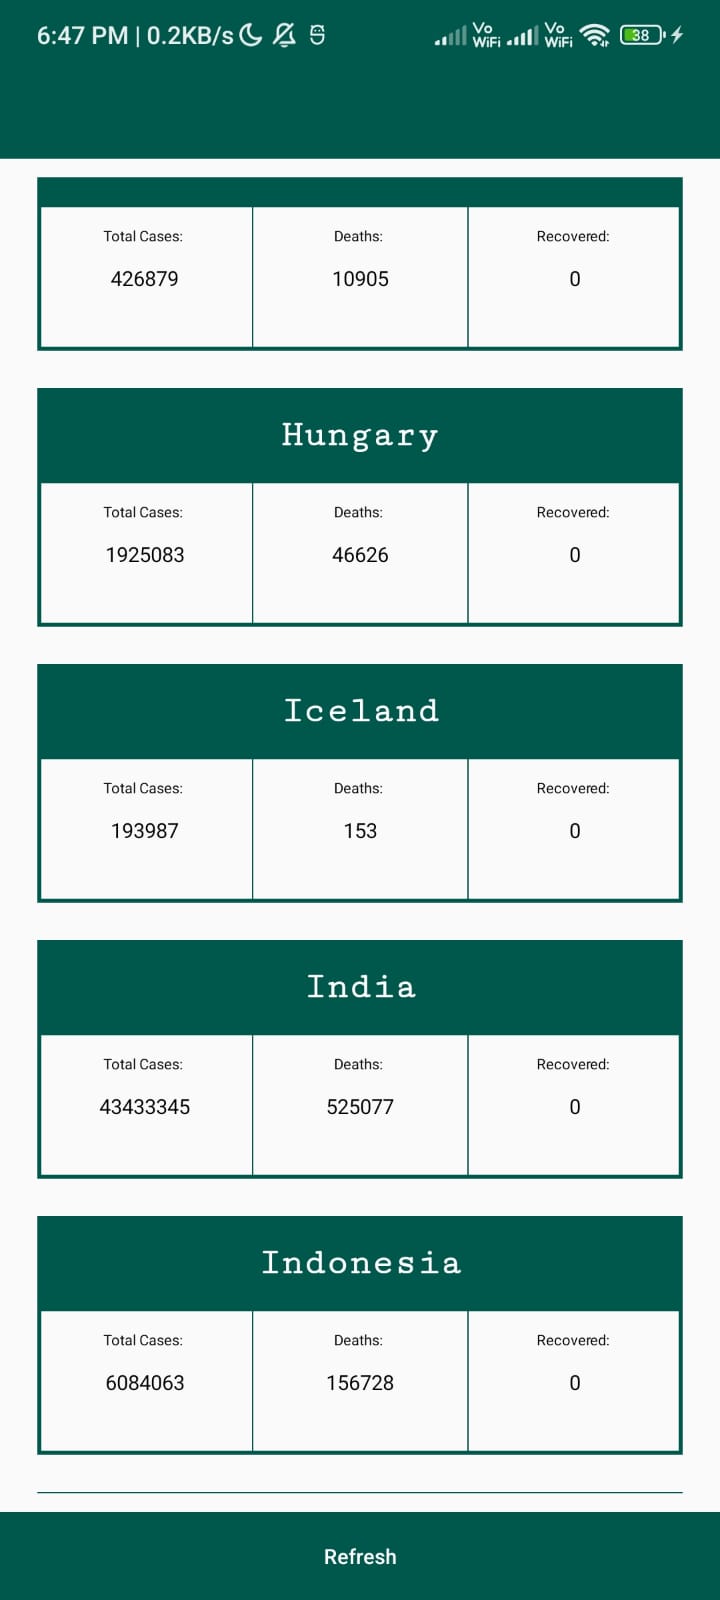 6:47 PM | 0.2KB/s Vo WiFi Vo WiFi 38
Total Cases: Deaths: Recovered:
426879 10905 0
Hungary
Total Cases: Deaths: Recovered:
1925083 46626 0
Iceland
Total Cases: Deaths: Recovered:
193987 153 0
India
Total Cases: Deaths: Recovered:
43433345 525077 0
Indonesia
Total Cases: Deaths: Recovered:
6084063 156728 0
Refresh